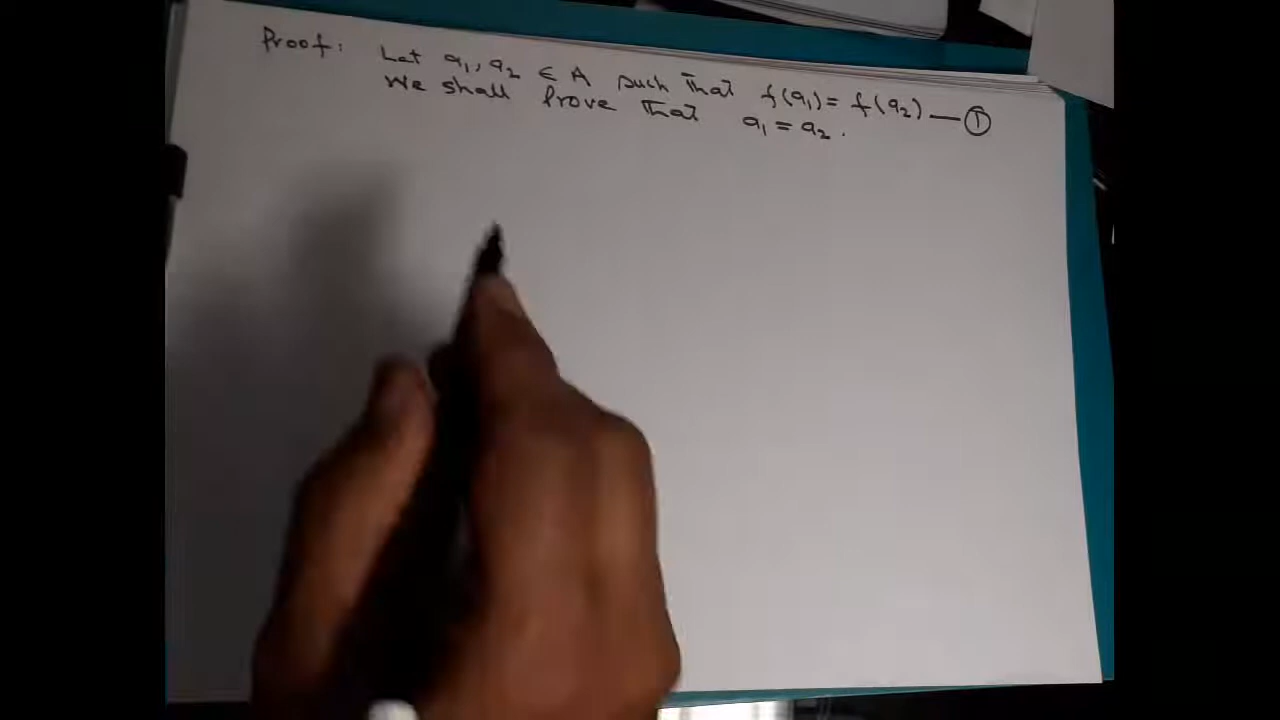 Proof: Let a₁, a₂ ∈ A such that f(a₁) = f(a₂) — ①
We shall prove that a₁ = a₂.